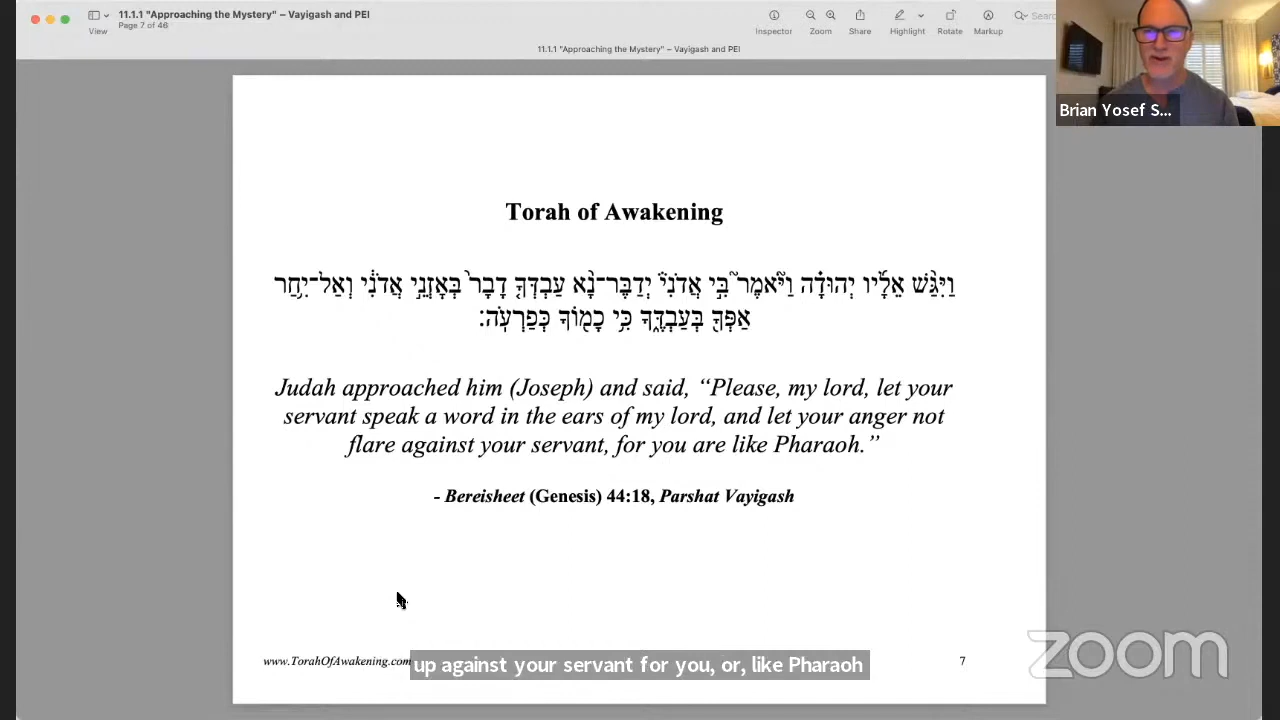 11.1.1 "Approaching the Mystery" – Vayigash and PEI
Page 7 of 46
View
Inspector
Zoom
Share
Highlight
Rotate
Markup
Search
11.1.1 "Approaching the Mystery" – Vayigash and PEI
Brian Yosef S...
Torah of Awakening
וַיִּגַּ֨שׁ אֵלָ֜יו יְהוּדָ֗ה וַיֹּ֘אמֶר֮ בִּ֣י אֲדֹנִי֒ יְדַבֶּר־נָ֨א עַבְדְּךָ֤ דָבָר֙ בְּאׇזְנֵ֣י אֲדֹנִ֔י וְאַל־יִ֥חַר
אַפְּךָ֖ בְּעַבְדֶּ֑ךָ כִּ֥י כָמ֖וֹךָ כְּפַרְעֹֽה׃
Judah approached him (Joseph) and said, “Please, my lord, let your
servant speak a word in the ears of my lord, and let your anger not
flare against your servant, for you are like Pharaoh.”
- Bereisheet (Genesis) 44:18, Parshat Vayigash
www.TorahOfAwakening.com
7
up against your servant for you, or, like Pharaoh
zoom